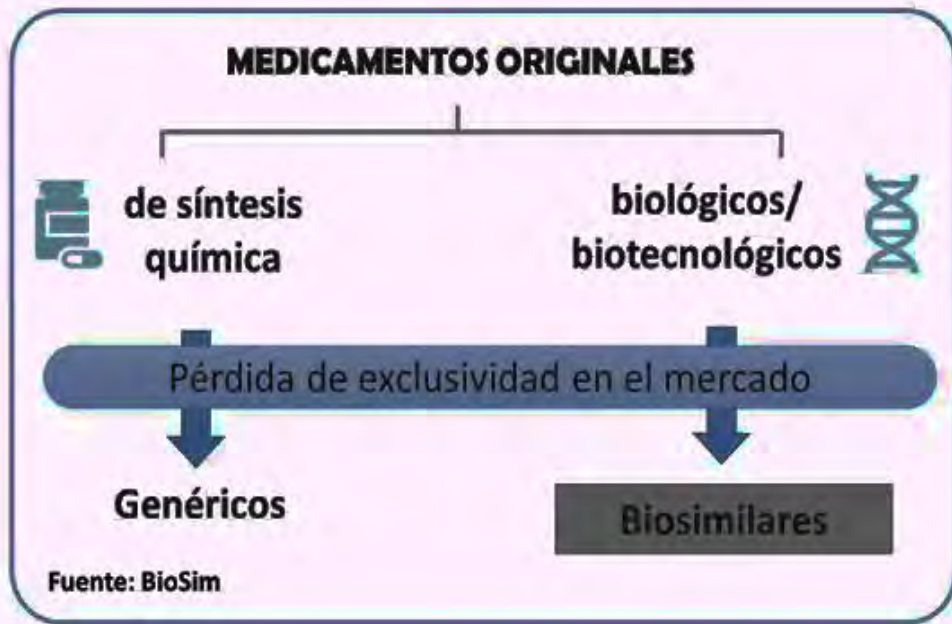 MEDICAMENTOS ORIGINALES
de síntesis
química
biológicos/
biotecnológicos
Pérdida de exclusividad en el mercado
Genéricos
Biosimilares
Fuente: BioSim